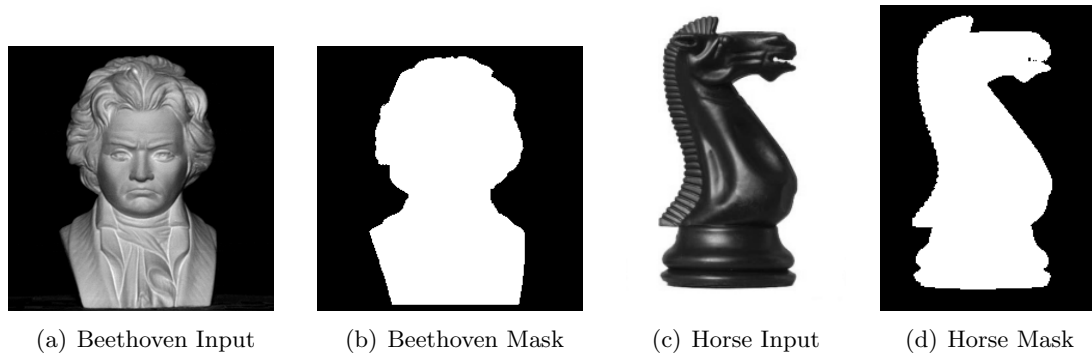 (a) Beethoven Input
(b) Beethoven Mask
(c) Horse Input
(d) Horse Mask